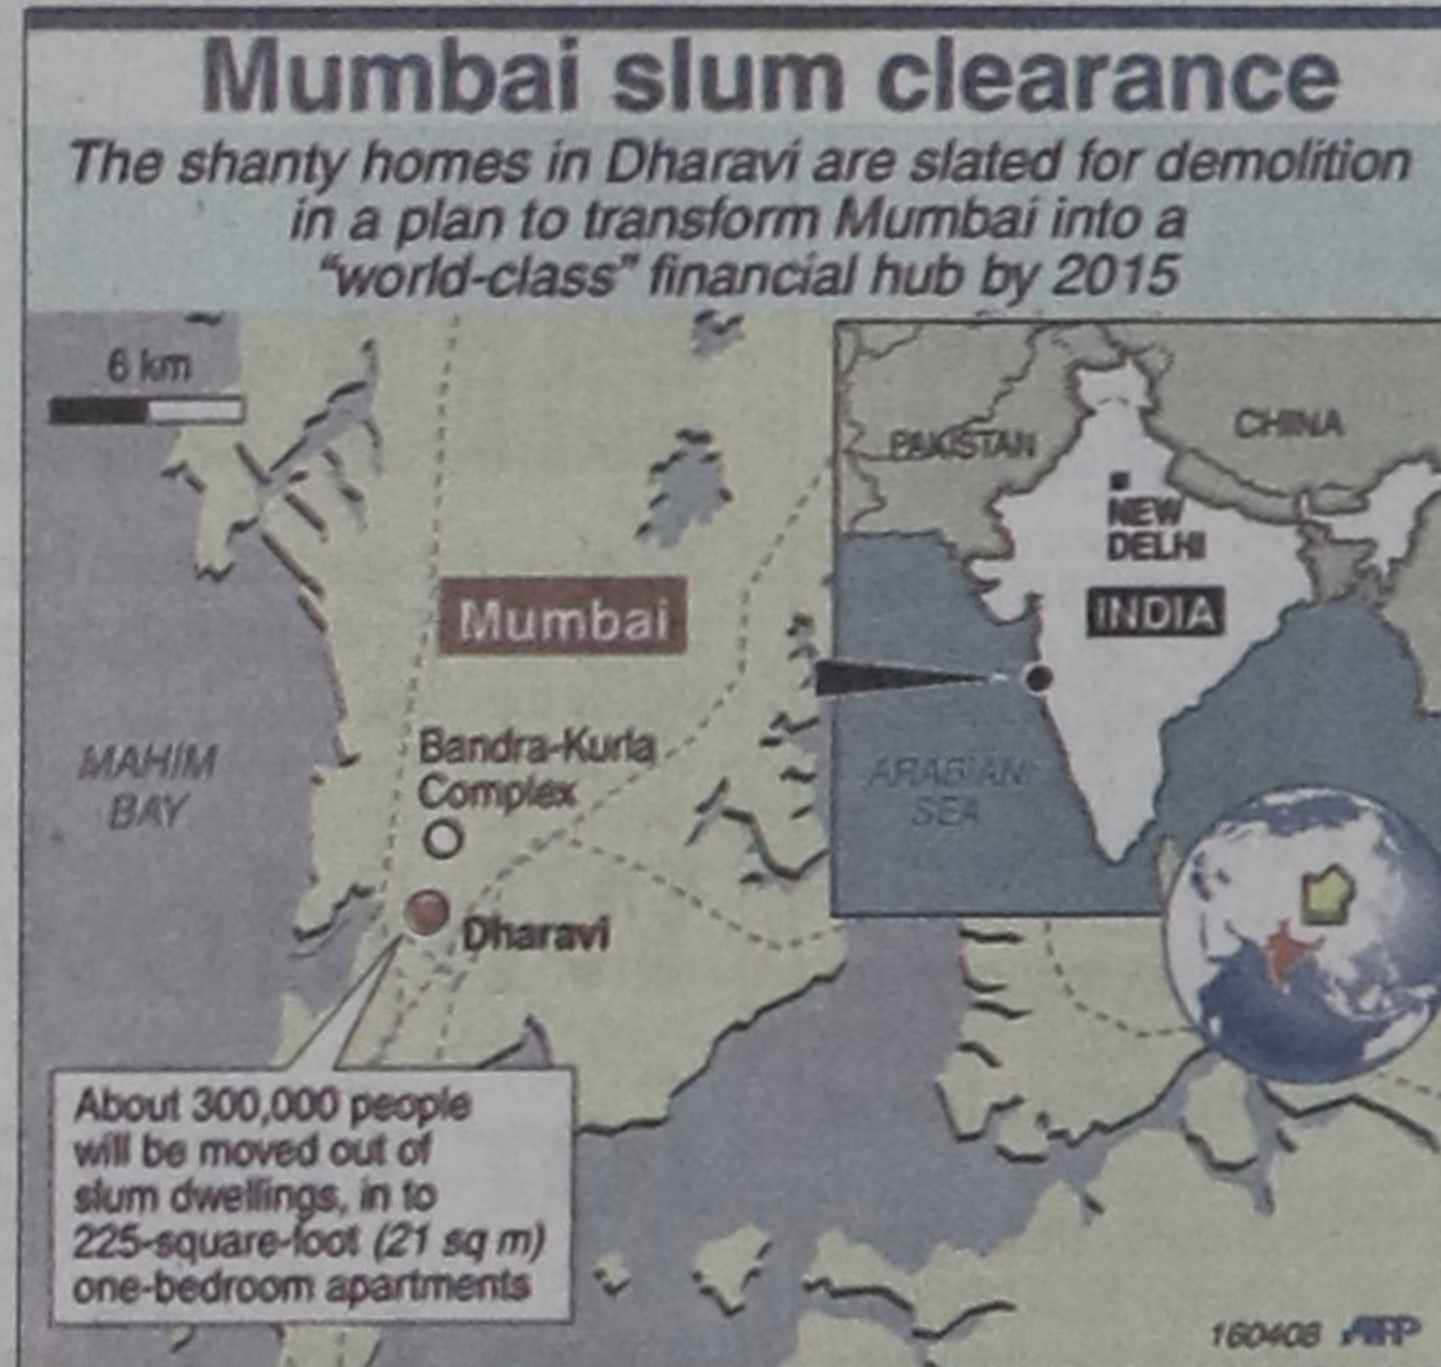 Mumbai slum clearance
The shanty homes in Dharavi are slated for demolition
in a plan to transform Mumbai into a
“world-class” financial hub by 2015
6 km
PAKISTAN
CHINA
NEW
DELHI
INDIA
Mumbai
MAHIM
BAY
Bandra-Kurla
Complex
ARABIAN
SEA
Dharavi
About 300,000 people
will be moved out of
slum dwellings, in to
225-square-foot (21 sq m)
one-bedroom apartments
160408 AFP